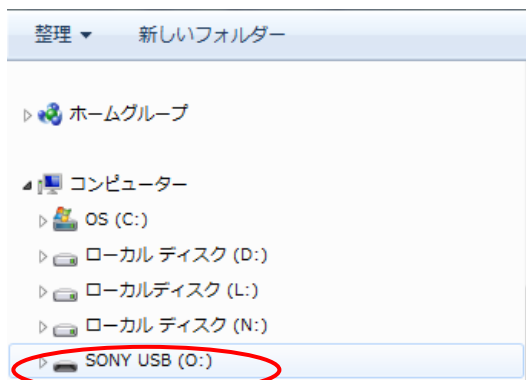 整理 ▼ 新しいフォルダー
ホームグループ
コンピューター
OS (C:)
ローカル ディスク (D:)
ローカルディスク (L:)
ローカル ディスク (N:)
SONY USB (O:)